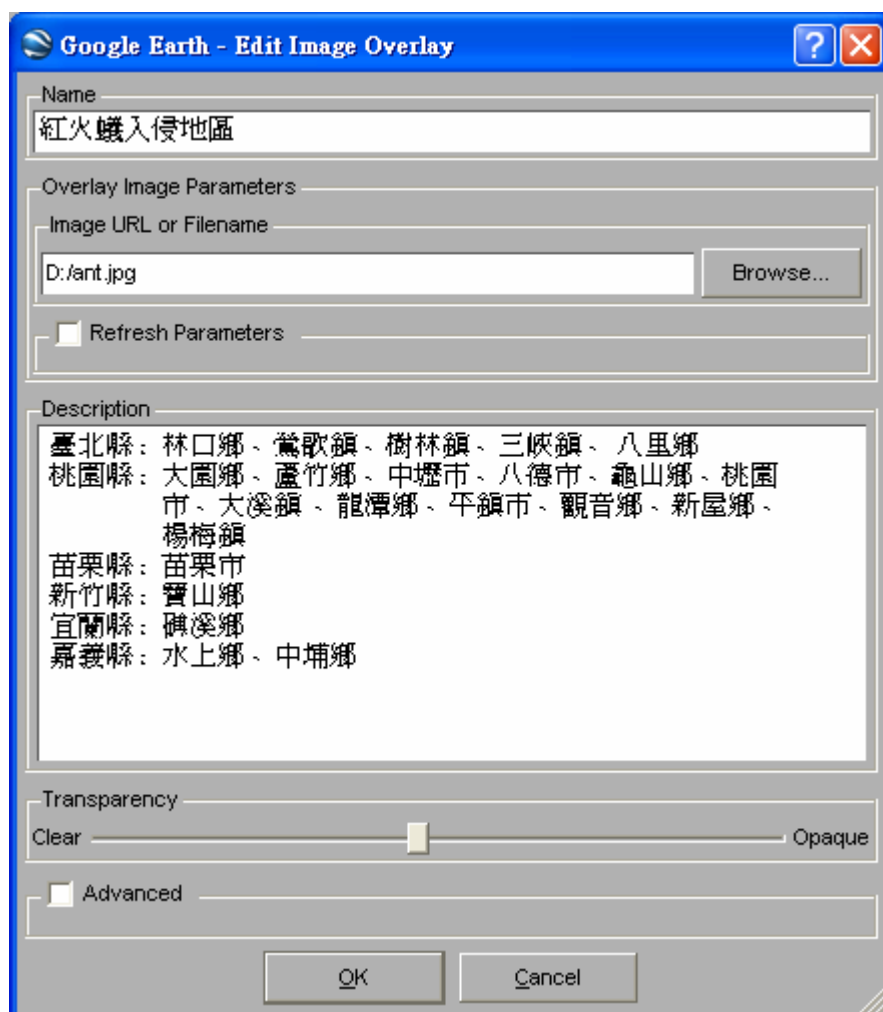 Google Earth - Edit Image Overlay
Name
紅火蟻入侵地區
Overlay Image Parameters
Image URL or Filename
D:/ant.jpg
Browse...
Refresh Parameters
Description
臺北縣：林口鄉、鶯歌鎮、樹林鎮、三峽鎮、八里鄉
桃園縣：大園鄉、蘆竹鄉、中壢市、八德市、龜山鄉、桃園
市、大溪鎮、龍潭鄉、平鎮市、觀音鄉、新屋鄉、
楊梅鎮
苗栗縣：苗栗市
新竹縣：寶山鄉
宜蘭縣：礁溪鄉
嘉義縣：水上鄉、中埔鄉
Transparency
Clear
Opaque
Advanced
OK
Cancel